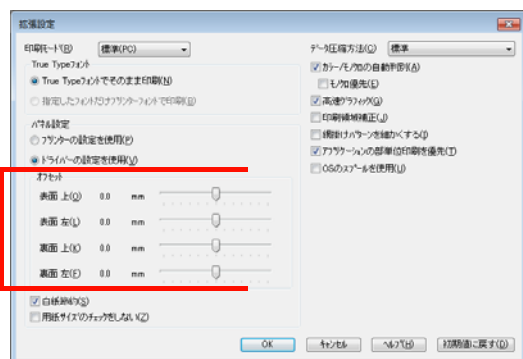 拡張設定
印刷モード(R) 標準(PC)
True Typeフォント
True Typeフォントでそのまま印刷(N)
指定したフォントだけプリンターフォントで印刷(B)
パネル設定
プリンターの設定を使用(P)
ドライバーの設定を使用(V)
オフセット
表面 上(O) 0.0 mm
表面 左(L) 0.0 mm
裏面 上(K) 0.0 mm
裏面 左(F) 0.0 mm
白紙節約(S)
用紙サイズのチェックをしない(Z)
データ圧縮方法(C) 標準
カラー/モノクロの自動判別(A)
モノクロ優先(E)
高速グラフィック(G)
印刷領域補正(J)
網掛けパターンを細かくする(I)
アプリケーションの部単位印刷を優先(T)
OSのスプールを使用(U)
OK キャンセル ヘルプ(H) 初期値に戻す(D)